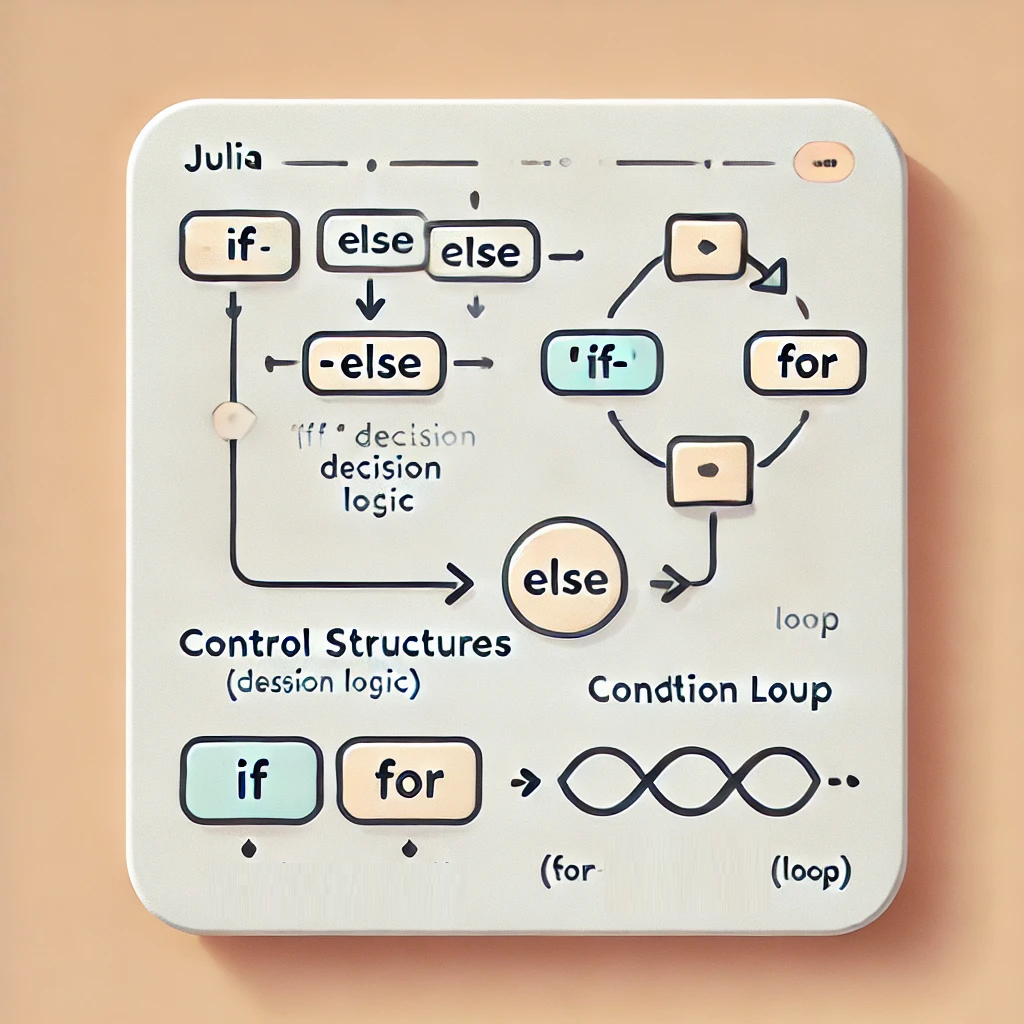 Julia
if-
else
else
-else
'if-'
for
"iff" decision
decision
logic
else
loop
Control Structures
(dession logic)
Condtion Loup
if
for
(for
(loop)